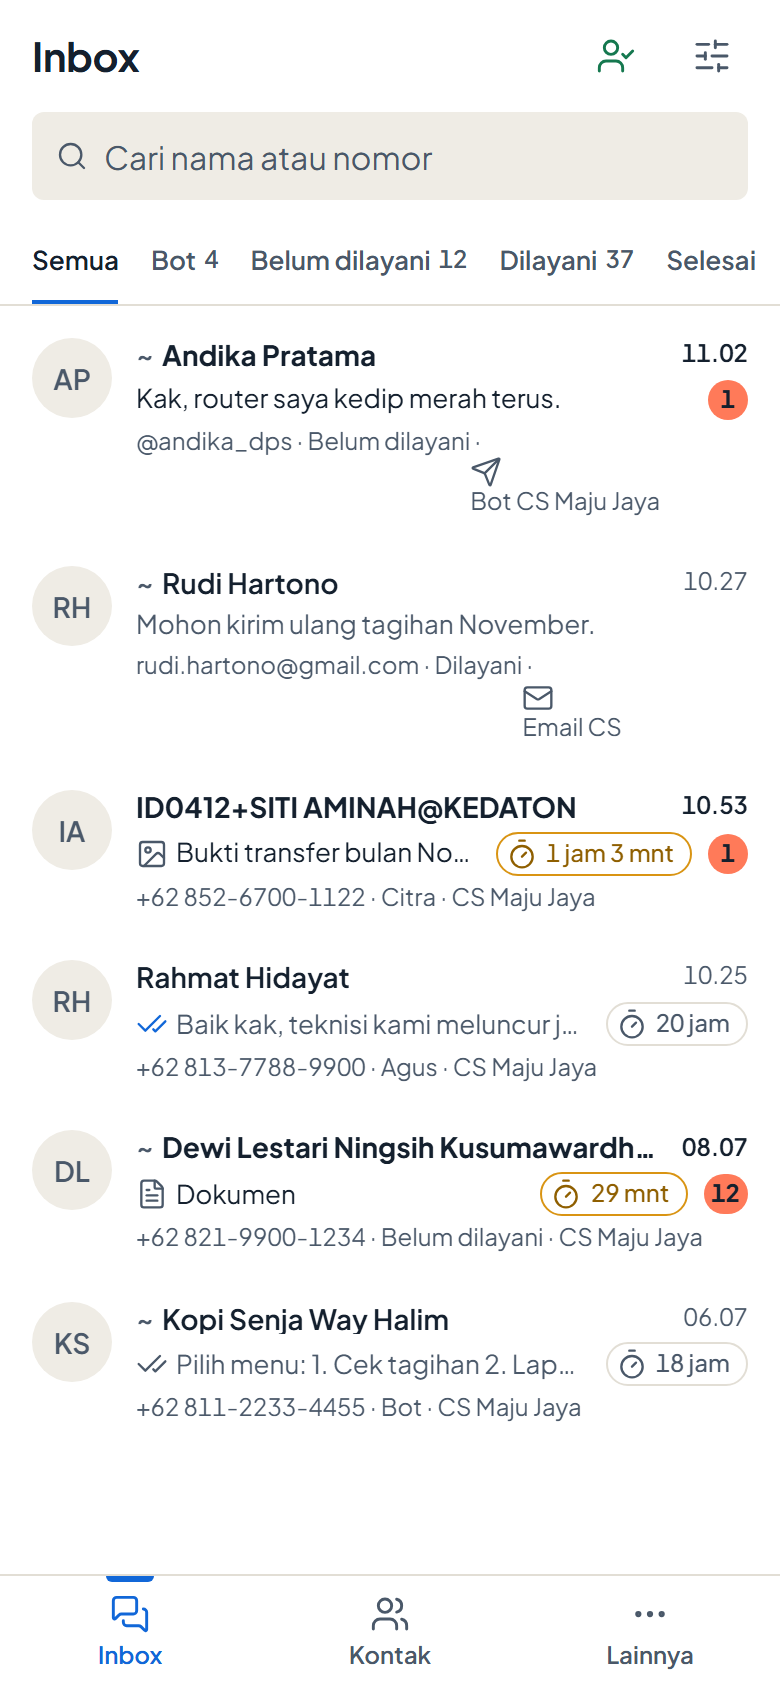 Inbox
Cari nama atau nomor
Semua Bot 4 Belum dilayani 12 Dilayani 37 Selesai
AP
~ Andika Pratama 11.02
Kak, router saya kedip merah terus. 1
@andika_dps · Belum dilayani ·
Bot CS Maju Jaya
RH
~ Rudi Hartono 10.27
Mohon kirim ulang tagihan November.
rudi.hartono@gmail.com · Dilayani ·
Email CS
IA
ID0412+SITI AMINAH@KEDATON 10.53
Bukti transfer bulan No... 1 jam 3 mnt 1
+62 852-6700-1122 · Citra · CS Maju Jaya
RH
Rahmat Hidayat 10.25
Baik kak, teknisi kami meluncur j... 20 jam
+62 813-7788-9900 · Agus · CS Maju Jaya
DL
~ Dewi Lestari Ningsih Kusumawardh... 08.07
Dokumen 29 mnt 12
+62 821-9900-1234 · Belum dilayani · CS Maju Jaya
KS
~ Kopi Senja Way Halim 06.07
Pilih menu: 1. Cek tagihan 2. Lap... 18 jam
+62 811-2233-4455 · Bot · CS Maju Jaya
Inbox Kontak Lainnya